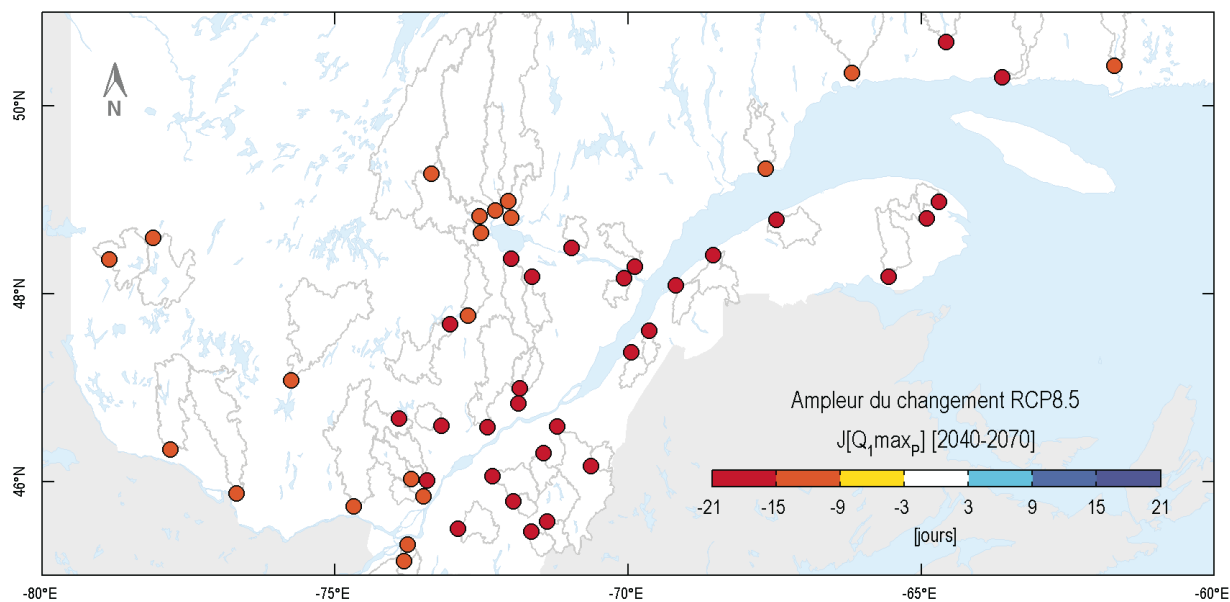 N
50°N
48°N
46°N
Ampleur du changement RCP8.5
J[Q₁maxₚ] [2040-2070]
-21 -15 -9 -3 3 9 15 21
[jours]
-80°E -75°E -70°E -65°E -60°E